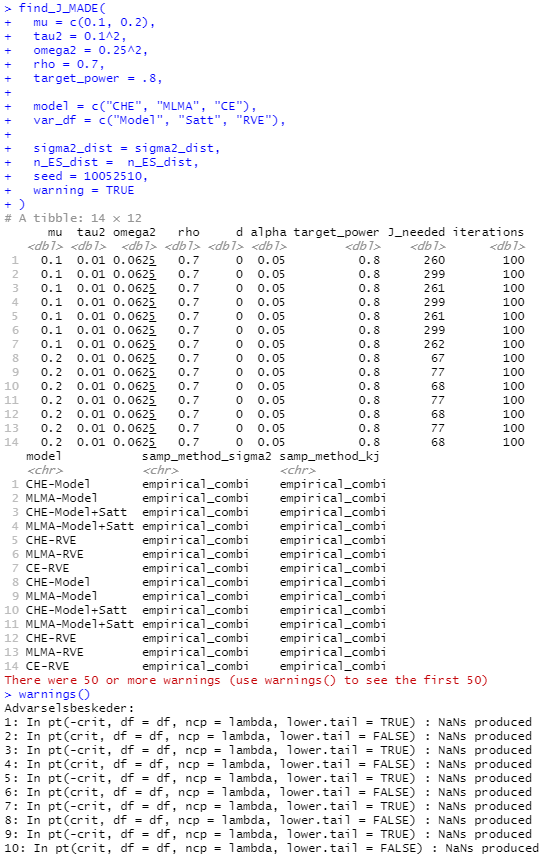 > find_J_MADE(
+   mu = c(0.1, 0.2),
+   tau2 = 0.1^2,
+   omega2 = 0.25^2,
+   rho = 0.7,
+   target_power = .8,
+
+   model = c("CHE", "MLMA", "CE"),
+   var_df = c("Model", "Satt", "RVE"),
+
+   sigma2_dist = sigma2_dist,
+   n_ES_dist =  n_ES_dist,
+   seed = 10052510,
+   warning = TRUE
+ )
# A tibble: 14 × 12
      mu  tau2 omega2   rho     d alpha target_power J_needed iterations
   <dbl> <dbl>  <dbl> <dbl> <dbl> <dbl>        <dbl>    <dbl>      <dbl>
 1   0.1  0.01 0.0625   0.7     0  0.05          0.8      260        100
 2   0.1  0.01 0.0625   0.7     0  0.05          0.8      299        100
 3   0.1  0.01 0.0625   0.7     0  0.05          0.8      261        100
 4   0.1  0.01 0.0625   0.7     0  0.05          0.8      299        100
 5   0.1  0.01 0.0625   0.7     0  0.05          0.8      261        100
 6   0.1  0.01 0.0625   0.7     0  0.05          0.8      299        100
 7   0.1  0.01 0.0625   0.7     0  0.05          0.8      262        100
 8   0.2  0.01 0.0625   0.7     0  0.05          0.8       67        100
 9   0.2  0.01 0.0625   0.7     0  0.05          0.8       77        100
10   0.2  0.01 0.0625   0.7     0  0.05          0.8       68        100
11   0.2  0.01 0.0625   0.7     0  0.05          0.8       77        100
12   0.2  0.01 0.0625   0.7     0  0.05          0.8       68        100
13   0.2  0.01 0.0625   0.7     0  0.05          0.8       77        100
14   0.2  0.01 0.0625   0.7     0  0.05          0.8       68        100
   model           samp_method_sigma2 samp_method_kj
   <chr>           <chr>              <chr>
 1 CHE-Model       empirical_combi    empirical_combi
 2 MLMA-Model      empirical_combi    empirical_combi
 3 CHE-Model+Satt  empirical_combi    empirical_combi
 4 MLMA-Model+Satt empirical_combi    empirical_combi
 5 CHE-RVE         empirical_combi    empirical_combi
 6 MLMA-RVE        empirical_combi    empirical_combi
 7 CE-RVE          empirical_combi    empirical_combi
 8 CHE-Model       empirical_combi    empirical_combi
 9 MLMA-Model      empirical_combi    empirical_combi
10 CHE-Model+Satt  empirical_combi    empirical_combi
11 MLMA-Model+Satt empirical_combi    empirical_combi
12 CHE-RVE         empirical_combi    empirical_combi
13 MLMA-RVE        empirical_combi    empirical_combi
14 CE-RVE          empirical_combi    empirical_combi
There were 50 or more warnings (use warnings() to see the first 50)
> warnings()
Advarselsbeskeder:
1: In pt(-crit, df = df, ncp = lambda, lower.tail = TRUE) : NaNs produced
2: In pt(crit, df = df, ncp = lambda, lower.tail = FALSE) : NaNs produced
3: In pt(-crit, df = df, ncp = lambda, lower.tail = TRUE) : NaNs produced
4: In pt(crit, df = df, ncp = lambda, lower.tail = FALSE) : NaNs produced
5: In pt(-crit, df = df, ncp = lambda, lower.tail = TRUE) : NaNs produced
6: In pt(crit, df = df, ncp = lambda, lower.tail = FALSE) : NaNs produced
7: In pt(-crit, df = df, ncp = lambda, lower.tail = TRUE) : NaNs produced
8: In pt(crit, df = df, ncp = lambda, lower.tail = FALSE) : NaNs produced
9: In pt(-crit, df = df, ncp = lambda, lower.tail = TRUE) : NaNs produced
10: In pt(crit, df = df, ncp = lambda, lower.tail = FALSE) : NaNs produced